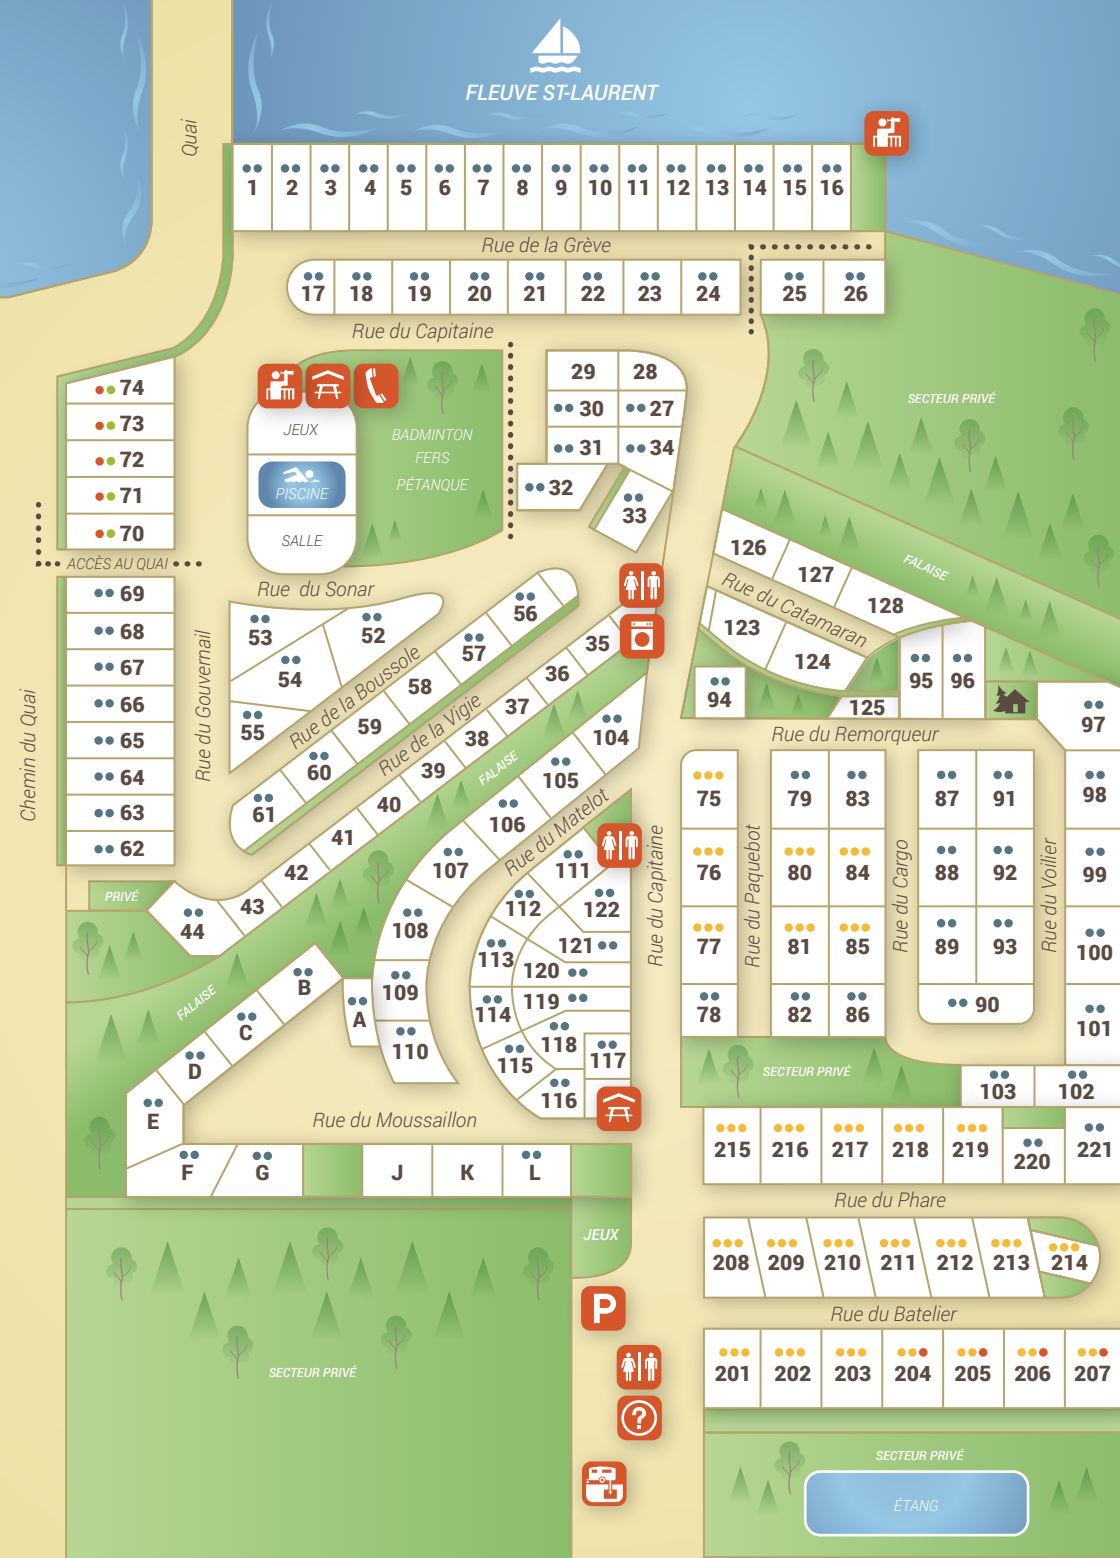 FLEUVE ST-LAURENT
Quai
1 2 3 4 5 6 7 8 9 10 11 12 13 14 15 16
Rue de la Grève
17 18 19 20 21 22 23 24 25 26
Rue du Capitaine
29 28
30 27
31 34
32
33
74
73
72
71
70
ACCÈS AU QUAI
69
68
67
66
65
64
63
62
JEUX
PISCINE
SALLE
BADMINTON
FERS
PÉTANQUE
SECTEUR PRIVÉ
FALAISE
126
127
128
Rue du Catamaran
123
124
125
94
95 96
97
Rue du Sonar
53 52
54
55
Rue du Gouvernail
Chemin du Quai
Rue de la Boussole
56
57
58
59
60
61
Rue de la Vigie
35
36
37
38
39
40
41
42
43
44
PRIVÉ
FALAISE
FALAISE
104
105
106
107
108
109
110
Rue du Matelot
111
112
122
113
121
120
114
119
118
117
115
116
A
B
C
D
E
F G J K L
Rue du Moussaillon
Rue du Capitaine
Rue du Remorqueur
75 79 83 87 91 98
76 80 84 88 92 99
77 81 85 89 93 100
78 82 86 90 101
Rue du Paquebot
Rue du Cargo
Rue du Voilier
SECTEUR PRIVÉ
103 102
215 216 217 218 219 220 221
Rue du Phare
208 209 210 211 212 213 214
Rue du Batelier
201 202 203 204 205 206 207
JEUX
P
?
SECTEUR PRIVÉ
SECTEUR PRIVÉ
ÉTANG